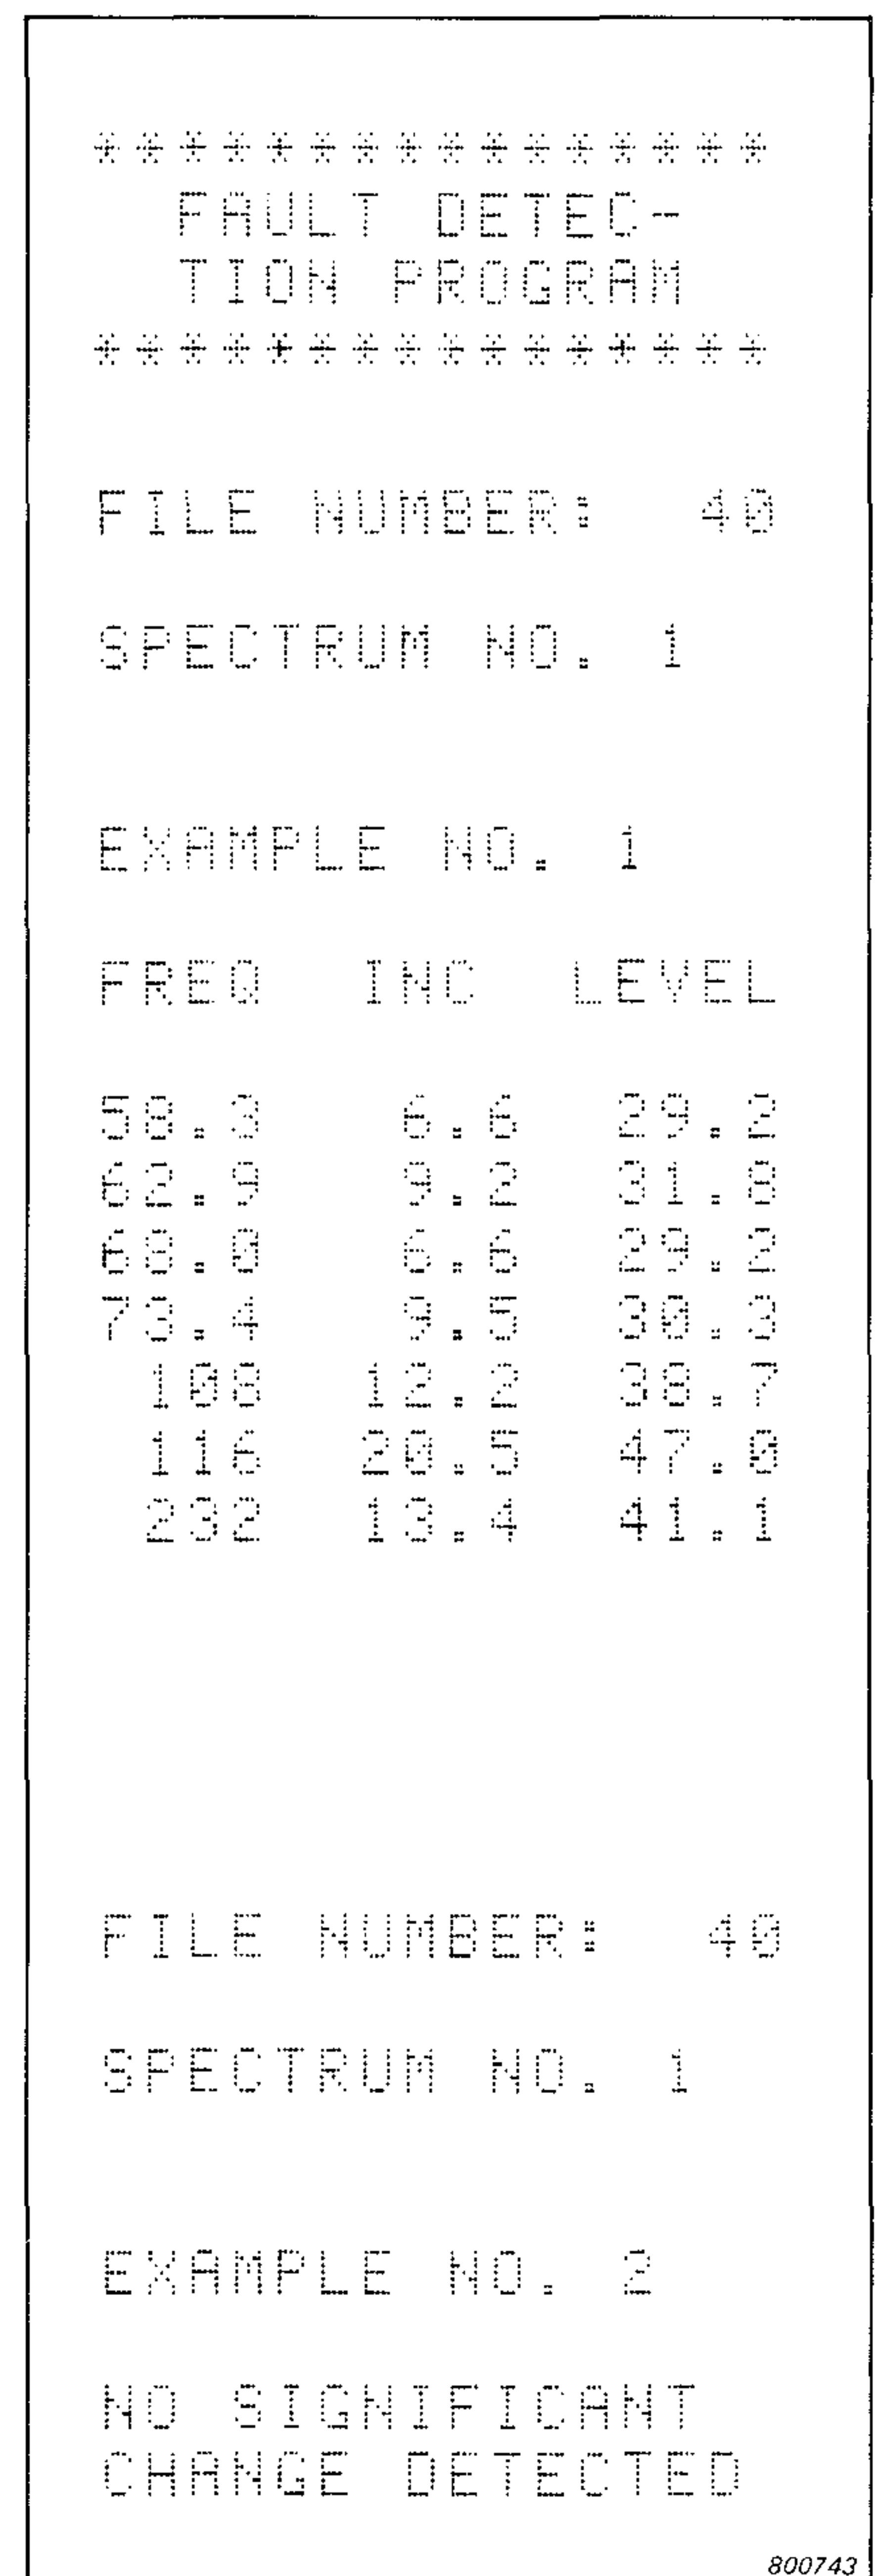 ****************
FAULT DETEC-
TION PROGRAM
****************
FILE NUMBER: 40
SPECTRUM NO. 1
EXAMPLE NO. 1
FREQ INC LEVEL
58.3 6.6 29.2
62.9 9.2 31.8
68.0 6.6 29.2
73.4 9.5 30.3
108 12.2 38.7
116 20.5 47.0
232 13.4 41.1
FILE NUMBER: 40
SPECTRUM NO. 1
EXAMPLE NO. 2
NO SIGNIFICANT
CHANGE DETECTED
800743